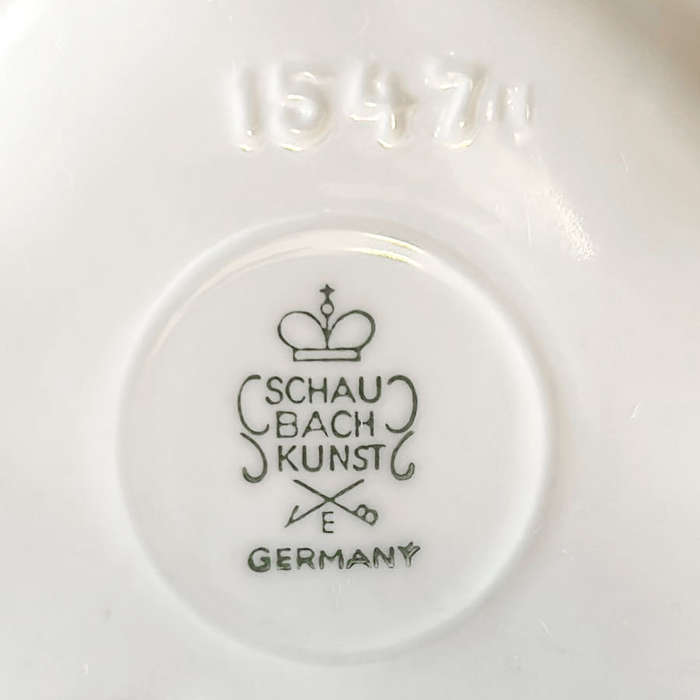 1547
SCHAU
BACH
KUNST
E
GERMANY